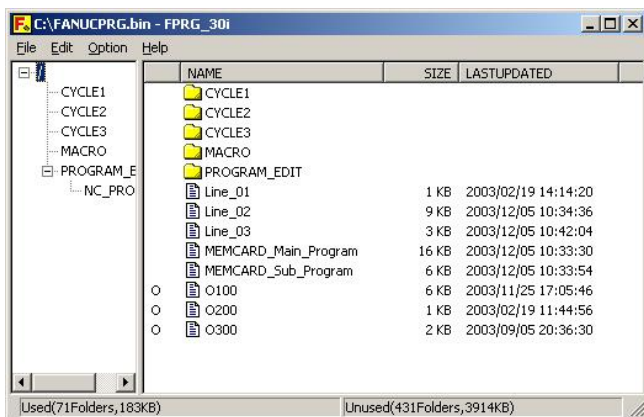 C:\FANUCPRG.bin - FPRG_30i
File Edit Option Help
/
CYCLE1
CYCLE2
CYCLE3
MACRO
PROGRAM_E
NC_PRO
NAME SIZE LASTUPDATED
CYCLE1
CYCLE2
CYCLE3
MACRO
PROGRAM_EDIT
Line_01 1 KB 2003/02/19 14:14:20
Line_02 9 KB 2003/12/05 10:34:36
Line_03 3 KB 2003/12/05 10:42:04
MEMCARD_Main_Program 16 KB 2003/12/05 10:33:30
MEMCARD_Sub_Program 6 KB 2003/12/05 10:33:54
O O100 6 KB 2003/11/25 17:05:46
O O200 1 KB 2003/02/19 11:44:56
O O300 2 KB 2003/09/05 20:36:30
Used(71Folders,183KB) Unused(431Folders,3914KB)